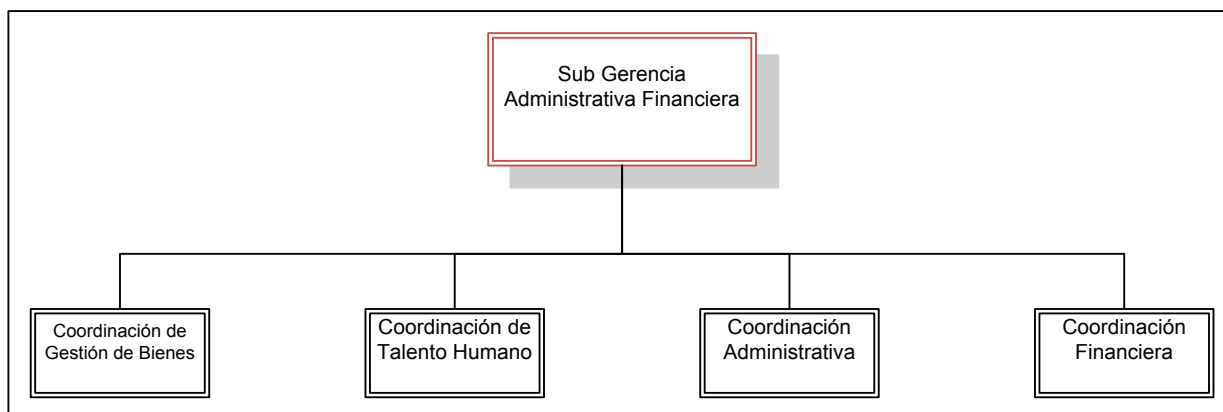 Sub Gerencia
Administrativa Financiera
Coordinación de
Gestión de Bienes
Coordinación de
Talento Humano
Coordinación
Administrativa
Coordinación
Financiera